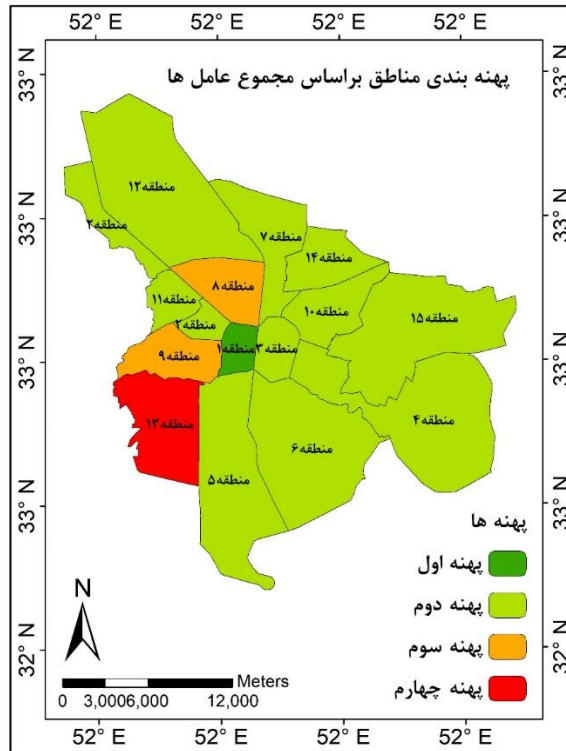 52° E 52° E 52° E 52° E
پهنه بندی مناطق براساس مجموع عامل ها
33° N 33° N
منطقه۱۲
33° N 33° N
منطقه۲
منطقه۷
منطقه۱۴
منطقه۸
منطقه۱۱
منطقه۱۰
منطقه۱۵
منطقه۲
منطقه۱
منطقه۳
منطقه۹
33° N 33° N
منطقه۱۳
منطقه۴
منطقه۶
منطقه۵
33° N 33° N
پهنه ها
پهنه اول
پهنه دوم
پهنه سوم
پهنه چهارم
N
32° N 32° N
Meters
0 3,0006,000 12,000
52° E 52° E 52° E 52° E